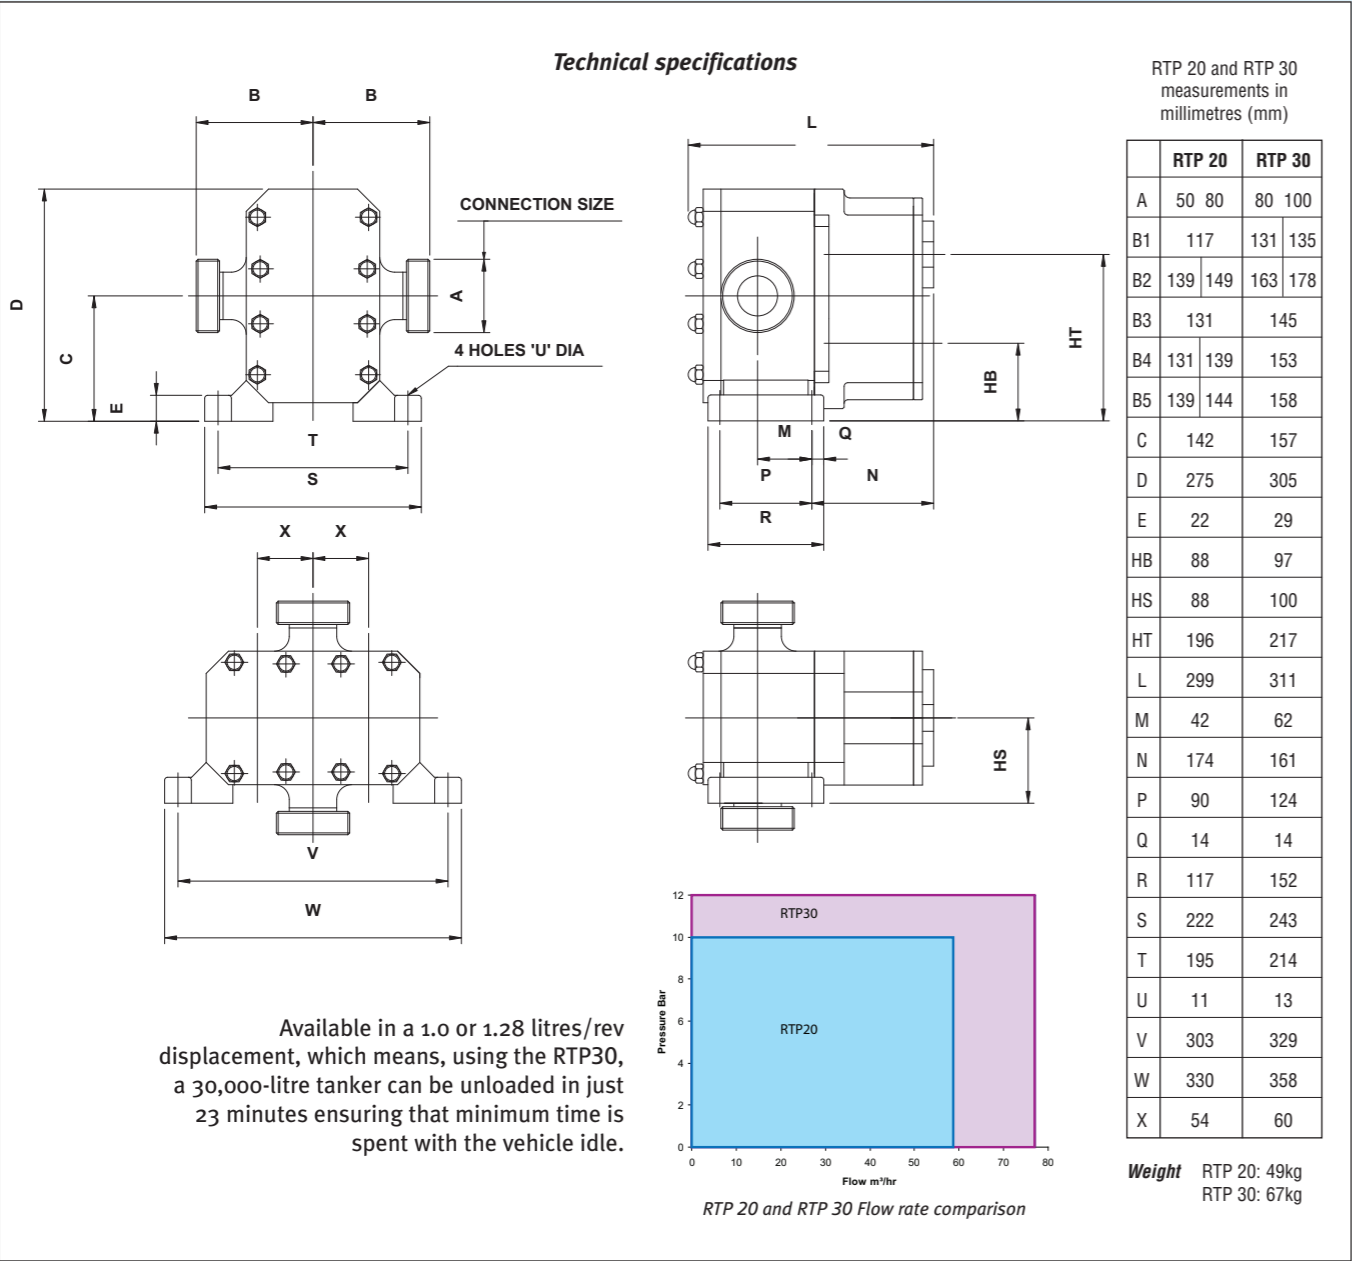 Technical specifications
B B
D
C
E
CONNECTION SIZE
A
4 HOLES 'U' DIA
T
S
L
HT
HB
M Q
P N
R
X X
V
W
HS
RTP 20 and RTP 30
measurements in
millimetres (mm)
RTP 20 RTP 30
A 50 80 80 100
B1 117 131 135
B2 139 149 163 178
B3 131 145
B4 131 139 153
B5 139 144 158
C 142 157
D 275 305
E 22 29
HB 88 97
HS 88 100
HT 196 217
L 299 311
M 42 62
N 174 161
P 90 124
Q 14 14
R 117 152
S 222 243
T 195 214
U 11 13
V 303 329
W 330 358
X 54 60
Weight RTP 20: 49kg
RTP 30: 67kg
Available in a 1.0 or 1.28 litres/rev
displacement, which means, using the RTP30,
a 30,000-litre tanker can be unloaded in just
23 minutes ensuring that minimum time is
spent with the vehicle idle.
Pressure Bar
12
10
8
6
4
2
0
RTP30
RTP20
0 10 20 30 40 50 60 70 80
Flow m³/hr
RTP 20 and RTP 30 Flow rate comparison